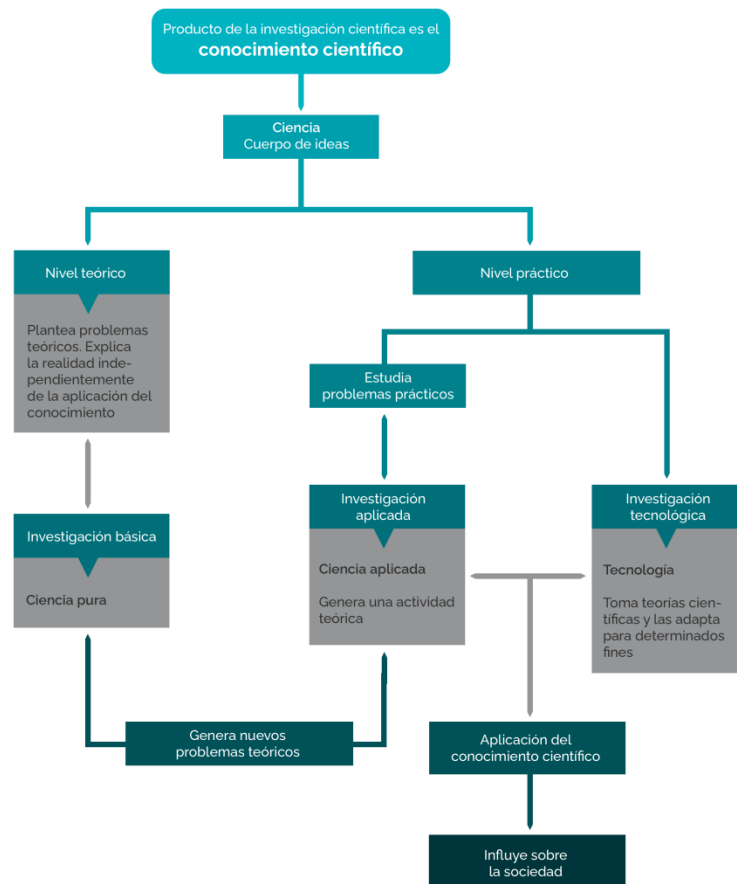 Producto de la investigación científica es el
conocimiento científico
Ciencia
Cuerpo de ideas
Nivel teórico
Plantea problemas
teóricos. Explica
la realidad inde-
pendientemente
de la aplicación del
conocimiento
Nivel práctico
Estudia
problemas prácticos
Investigación básica
Ciencia pura
Investigación
aplicada
Ciencia aplicada
Genera una actividad
teórica
Investigación
tecnológica
Tecnología
Toma teorías cien-
tíficas y las adapta
para determinados
fines
Genera nuevos
problemas teóricos
Aplicación del
conocimiento científico
Influye sobre
la sociedad